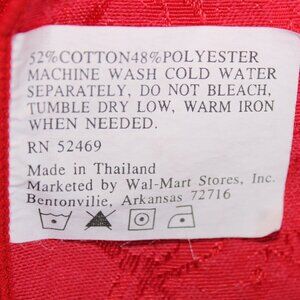 52%COTTON48%POLYESTER
MACHINE WASH COLD WATER
SEPARATELY, DO NOT BLEACH,
TUMBLE DRY LOW, WARM IRON
WHEN NEEDED.
RN 52469
Made in Thailand
Marketed by Wal-Mart Stores, Inc.
Bentonville, Arkansas 72716